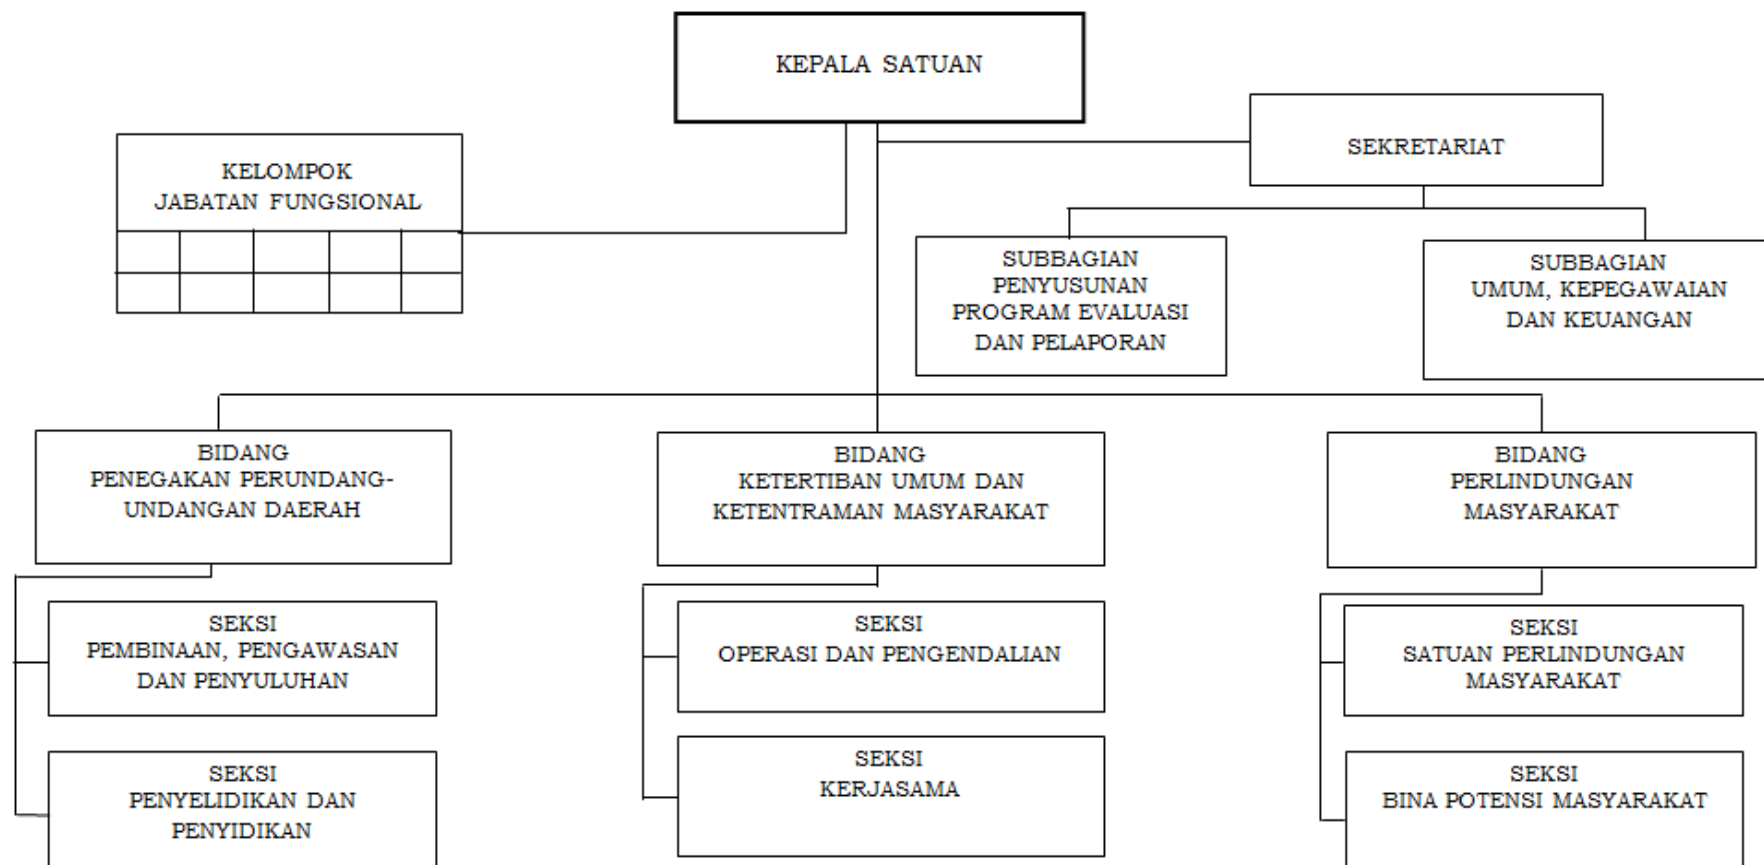 KEPALA SATUAN
SEKRETARIAT
KELOMPOK
JABATAN FUNGSIONAL
SUBBAGIAN
PENYUSUNAN
PROGRAM EVALUASI
DAN PELAPORAN
SUBBAGIAN
UMUM, KEPEGAWAIAN
DAN KEUANGAN
BIDANG
PENEGAKAN PERUNDANG-
UNDANGAN DAERAH
BIDANG
KETERTIBAN UMUM DAN
KETENTRAMAN MASYARAKAT
BIDANG
PERLINDUNGAN
MASYARAKAT
SEKSI
PEMBINAAN, PENGAWASAN
DAN PENYULUHAN
SEKSI
OPERASI DAN PENGENDALIAN
SEKSI
SATUAN PERLINDUNGAN
MASYARAKAT
SEKSI
PENYELIDIKAN DAN
PENYIDIKAN
SEKSI
KERJASAMA
SEKSI
BINA POTENSI MASYARAKAT